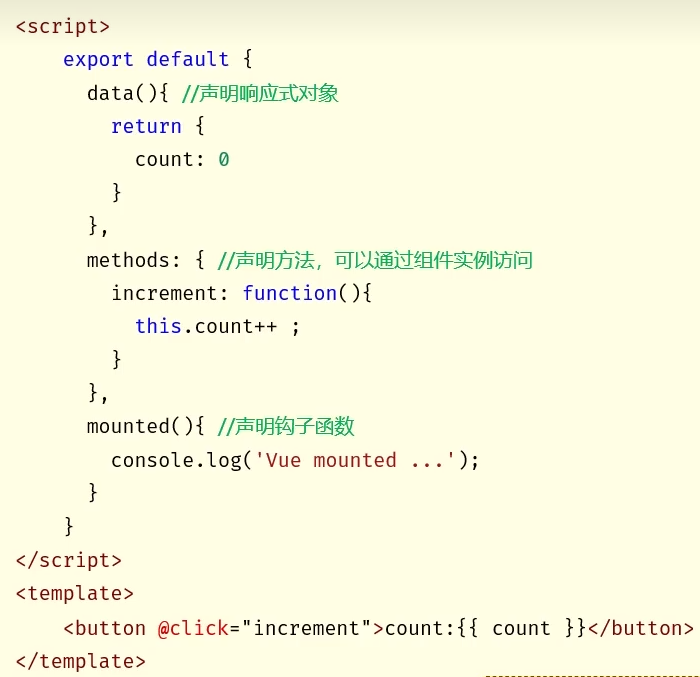 <script>
    export default {
      data(){ //声明响应式对象
        return {
          count: 0
        }
      },
      methods: { //声明方法，可以通过组件实例访问
        increment: function(){
          this.count++ ;
        }
      },
      mounted(){ //声明钩子函数
        console.log('Vue mounted ...');
      }
    }
</script>
<template>
    <button @click="increment">count:{{ count }}</button>
</template>